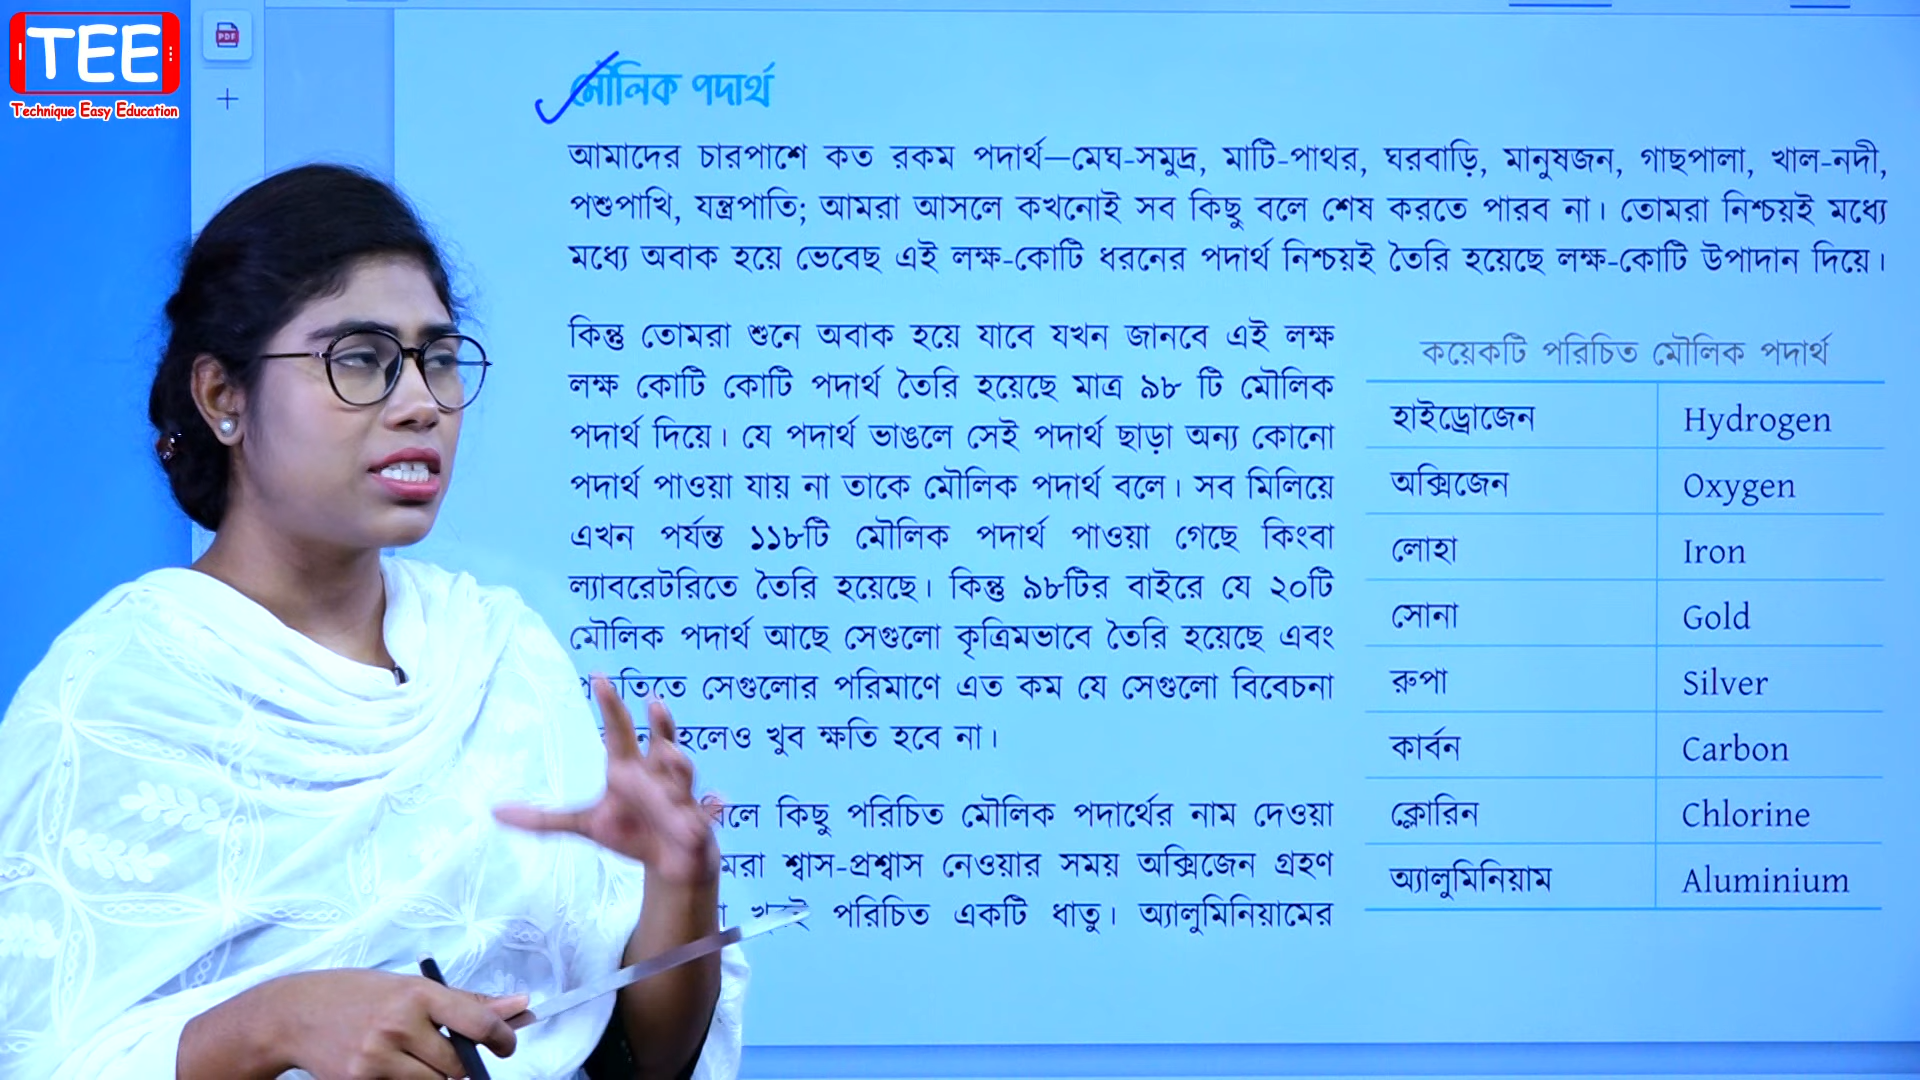 TEE
Technique Easy Education
PDF
মৌলিক পদার্থ
আমাদের চারপাশে কত রকম পদার্থ—মেঘ-সমুদ্র, মাটি-পাথর, ঘরবাড়ি, মানুষজন, গাছপালা, খাল-নদী,
পশুপাখি, যন্ত্রপাতি; আমরা আসলে কখনোই সব কিছু বলে শেষ করতে পারব না। তোমরা নিশ্চয়ই মধ্যে
মধ্যে অবাক হয়ে ভেবেছ এই লক্ষ-কোটি ধরনের পদার্থ নিশ্চয়ই তৈরি হয়েছে লক্ষ-কোটি উপাদান দিয়ে।
কিন্তু তোমরা শুনে অবাক হয়ে যাবে যখন জানবে এই লক্ষ
লক্ষ কোটি কোটি পদার্থ তৈরি হয়েছে মাত্র ৯৮ টি মৌলিক
পদার্থ দিয়ে। যে পদার্থ ভাঙলে সেই পদার্থ ছাড়া অন্য কোনো
পদার্থ পাওয়া যায় না তাকে মৌলিক পদার্থ বলে। সব মিলিয়ে
এখন পর্যন্ত ১১৮টি মৌলিক পদার্থ পাওয়া গেছে কিংবা
ল্যাবরেটরিতে তৈরি হয়েছে। কিন্তু ৯৮টির বাইরে যে ২০টি
মৌলিক পদার্থ আছে সেগুলো কৃত্রিমভাবে তৈরি হয়েছে এবং
সেগুলোর পরিমাণে এত কম যে সেগুলো বিবেচনা
হলেও খুব ক্ষতি হবে না।
কিছু পরিচিত মৌলিক পদার্থের নাম দেওয়া
শ্বাস-প্রশ্বাস নেওয়ার সময় অক্সিজেন গ্রহণ
পরিচিত একটি ধাতু। অ্যালুমিনিয়ামের
কয়েকটি পরিচিত মৌলিক পদার্থ
হাইড্রোজেন Hydrogen
অক্সিজেন Oxygen
লোহা Iron
সোনা Gold
রুপা Silver
কার্বন Carbon
ক্লোরিন Chlorine
অ্যালুমিনিয়াম Aluminium